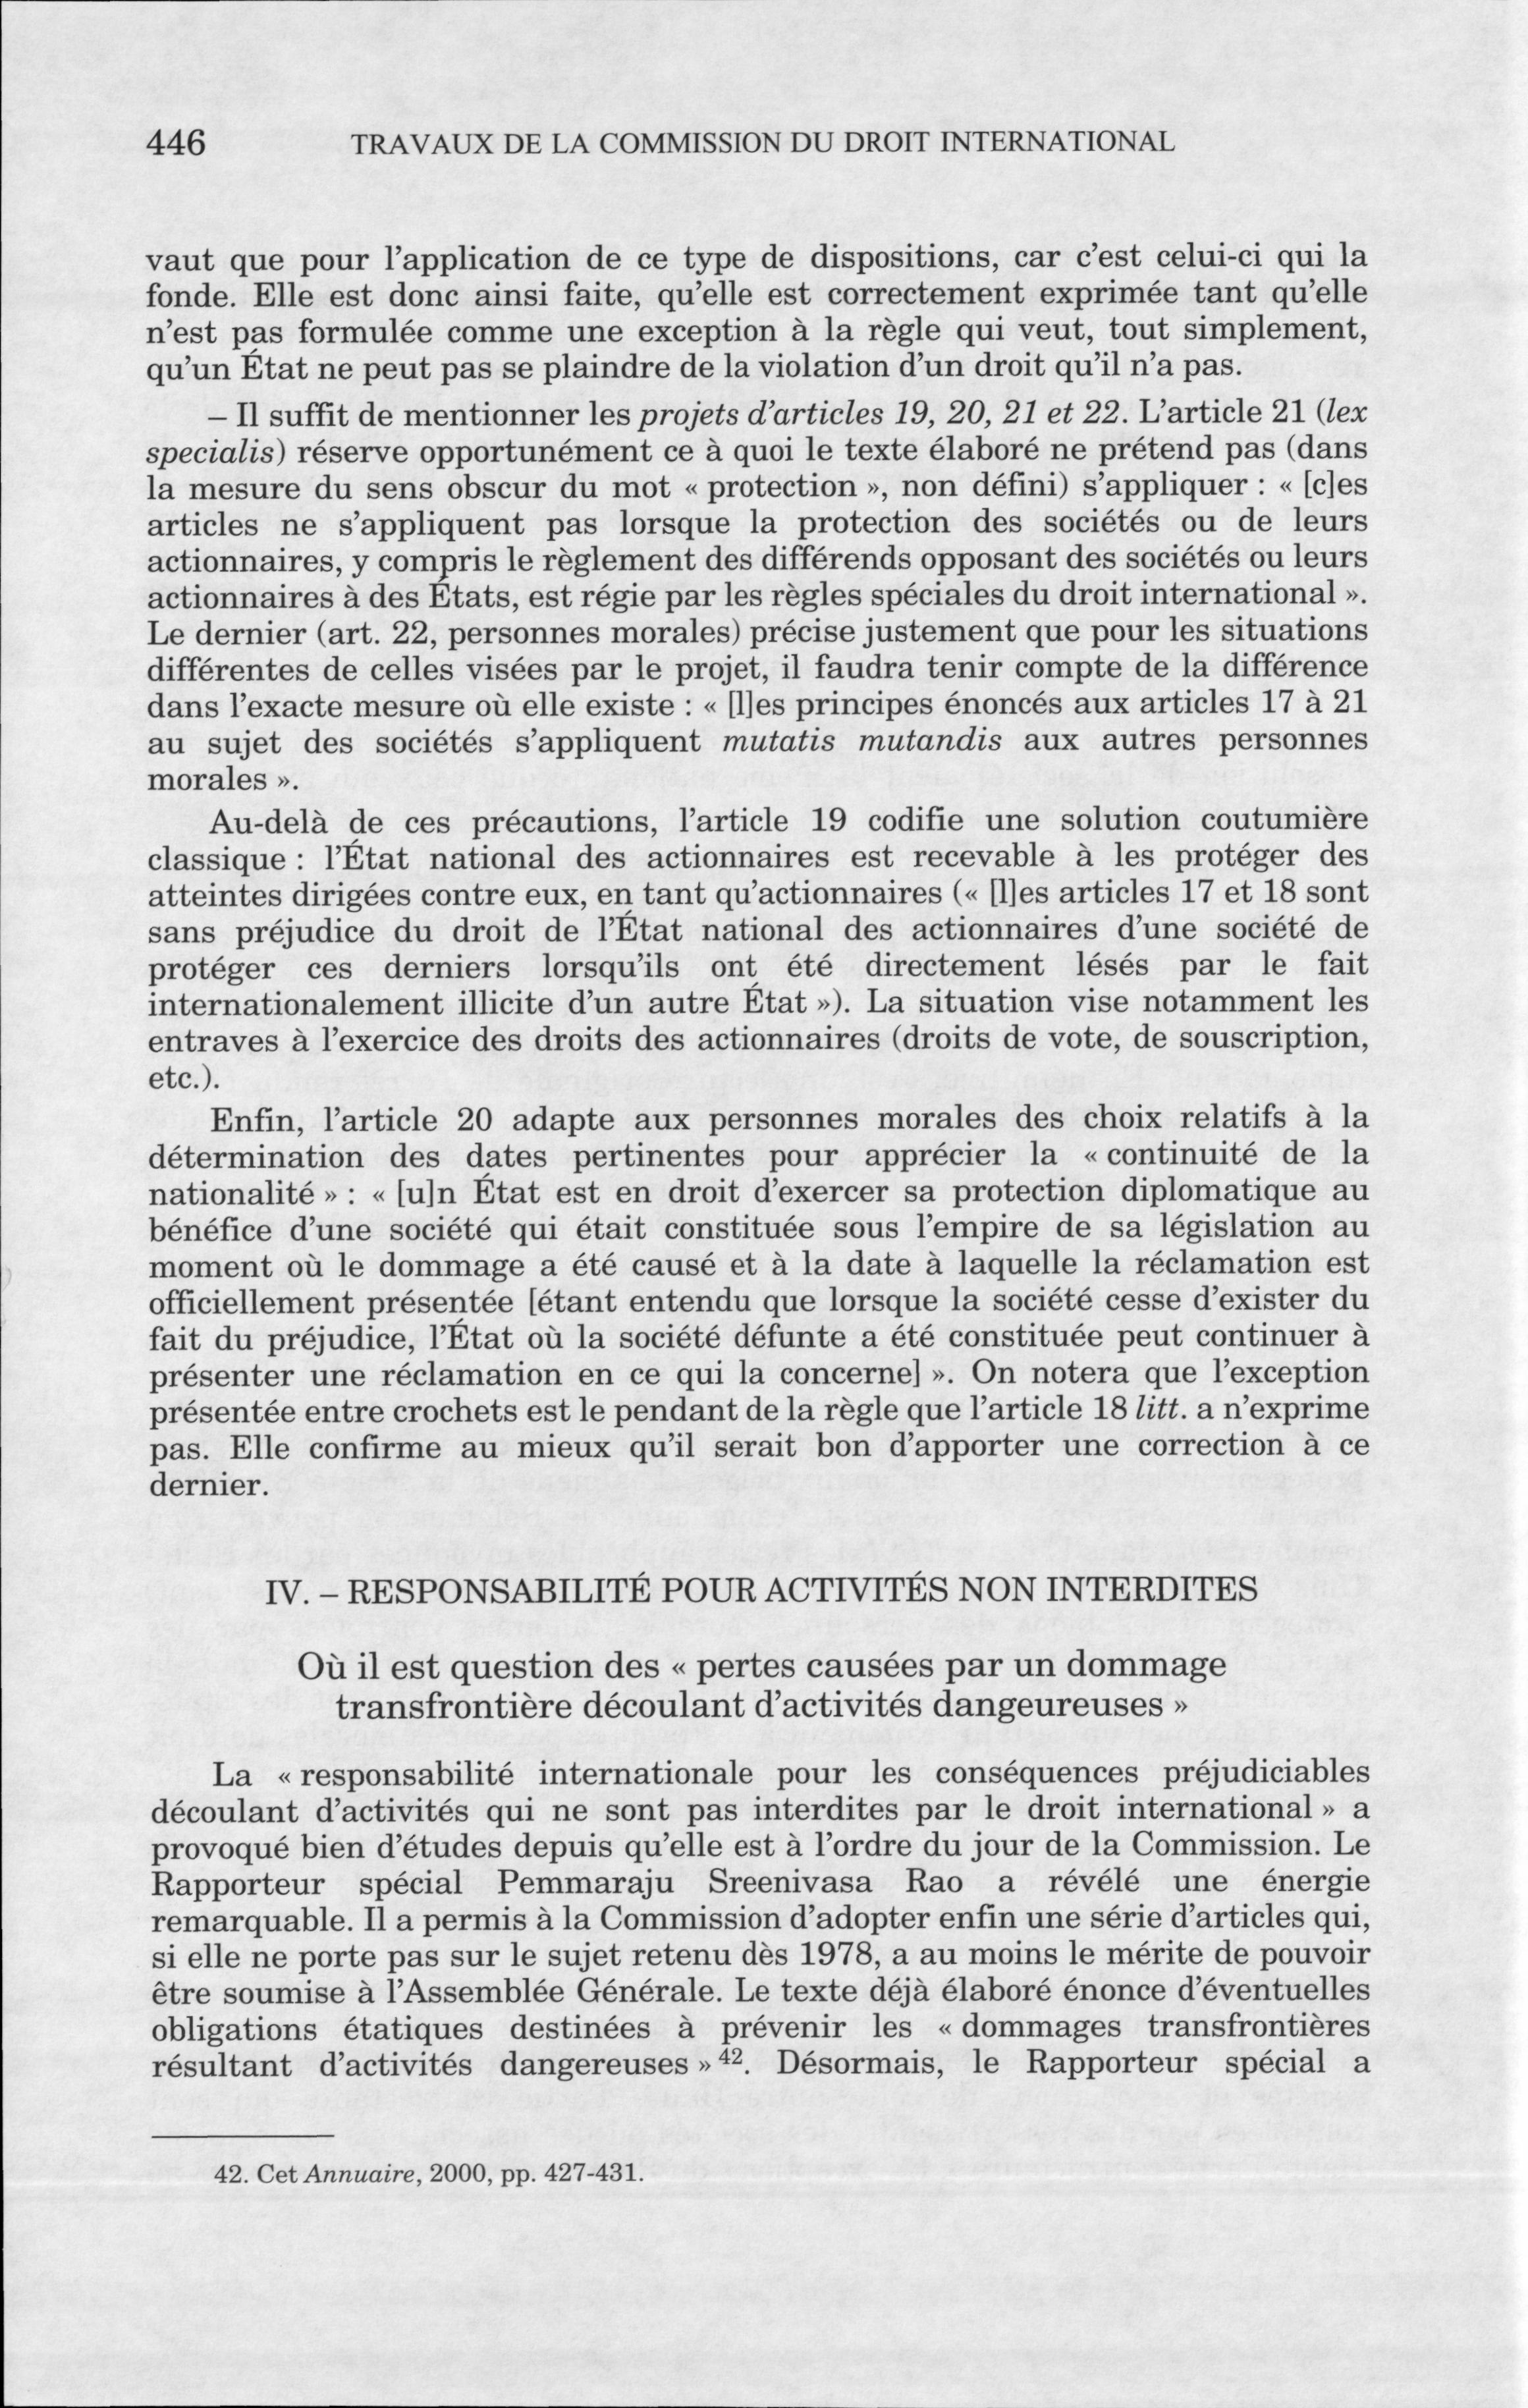 446 TRAVAUX DE LA COMMISSION DU DROIT INTERNATIONAL
vaut que pour l'application de ce type de dispositions, car c'est celui-ci qui la
fonde. Elle est donc ainsi faite, qu'elle est correctement exprimée tant qu'elle
n'est pas formulée comme une exception à la règle qui veut, tout simplement,
qu'un État ne peut pas se plaindre de la violation d'un droit qu'il n'a pas.
– Il suffit de mentionner les projets d'articles 19, 20, 21 et 22. L'article 21 (lex
specialis) réserve opportunément ce à quoi le texte élaboré ne prétend pas (dans
la mesure du sens obscur du mot « protection », non défini) s'appliquer : « [c]es
articles ne s'appliquent pas lorsque la protection des sociétés ou de leurs
actionnaires, y compris le règlement des différends opposant des sociétés ou leurs
actionnaires à des États, est régie par les règles spéciales du droit international ».
Le dernier (art. 22, personnes morales) précise justement que pour les situations
différentes de celles visées par le projet, il faudra tenir compte de la différence
dans l'exacte mesure où elle existe : « [l]es principes énoncés aux articles 17 à 21
au sujet des sociétés s'appliquent mutatis mutandis aux autres personnes
morales ».
Au-delà de ces précautions, l'article 19 codifie une solution coutumière
classique : l'État national des actionnaires est recevable à les protéger des
atteintes dirigées contre eux, en tant qu'actionnaires (« [l]es articles 17 et 18 sont
sans préjudice du droit de l'État national des actionnaires d'une société de
protéger ces derniers lorsqu'ils ont été directement lésés par le fait
internationalement illicite d'un autre État »). La situation vise notamment les
entraves à l'exercice des droits des actionnaires (droits de vote, de souscription,
etc.).
Enfin, l'article 20 adapte aux personnes morales des choix relatifs à la
détermination des dates pertinentes pour apprécier la « continuité de la
nationalité » : « [u]n État est en droit d'exercer sa protection diplomatique au
bénéfice d'une société qui était constituée sous l'empire de sa législation au
moment où le dommage a été causé et à la date à laquelle la réclamation est
officiellement présentée [étant entendu que lorsque la société cesse d'exister du
fait du préjudice, l'État où la société défunte a été constituée peut continuer à
présenter une réclamation en ce qui la concerne] ». On notera que l'exception
présentée entre crochets est le pendant de la règle que l'article 18 litt. a n'exprime
pas. Elle confirme au mieux qu'il serait bon d'apporter une correction à ce
dernier.
IV. – RESPONSABILITÉ POUR ACTIVITÉS NON INTERDITES
Où il est question des « pertes causées par un dommage
transfrontière découlant d'activités dangeureuses »
La « responsabilité internationale pour les conséquences préjudiciables
découlant d'activités qui ne sont pas interdites par le droit international » a
provoqué bien d'études depuis qu'elle est à l'ordre du jour de la Commission. Le
Rapporteur spécial Pemmaraju Sreenivasa Rao a révélé une énergie
remarquable. Il a permis à la Commission d'adopter enfin une série d'articles qui,
si elle ne porte pas sur le sujet retenu dès 1978, a au moins le mérite de pouvoir
être soumise à l'Assemblée Générale. Le texte déjà élaboré énonce d'éventuelles
obligations étatiques destinées à prévenir les « dommages transfrontières
résultant d'activités dangereuses » 42. Désormais, le Rapporteur spécial a
42. Cet Annuaire, 2000, pp. 427-431.